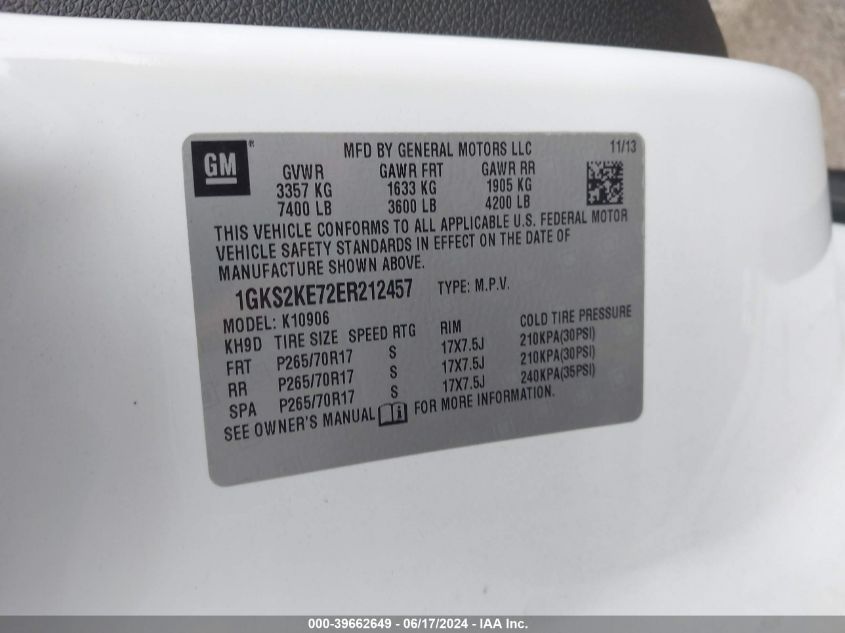 GM
MFD BY GENERAL MOTORS LLC 11/13
GVWR GAWR FRT GAWR RR
3357 KG 1633 KG 1905 KG
7400 LB 3600 LB 4200 LB
THIS VEHICLE CONFORMS TO ALL APPLICABLE U.S. FEDERAL MOTOR
VEHICLE SAFETY STANDARDS IN EFFECT ON THE DATE OF
MANUFACTURE SHOWN ABOVE.
1GKS2KE72ER212457 TYPE: M.P.V.
MODEL: K10906
KH9D TIRE SIZE SPEED RTG RIM COLD TIRE PRESSURE
FRT P265/70R17 S 17X7.5J 210KPA(30PSI)
RR P265/70R17 S 17X7.5J 210KPA(30PSI)
SPA P265/70R17 S 17X7.5J 240KPA(35PSI)
SEE OWNER'S MANUAL FOR MORE INFORMATION.
000-39662649 - 06/17/2024 - IAA Inc.